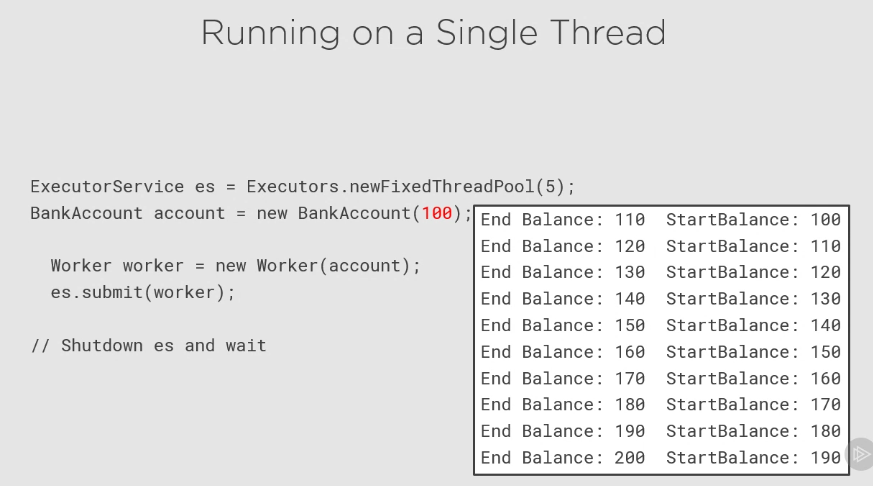 Running on a Single Thread
ExecutorService es = Executors.newFixedThreadPool(5);
BankAccount account = new BankAccount(100);
Worker worker = new Worker(account);
es.submit(worker);
// Shutdown es and wait
End Balance: 110 StartBalance: 100
End Balance: 120 StartBalance: 110
End Balance: 130 StartBalance: 120
End Balance: 140 StartBalance: 130
End Balance: 150 StartBalance: 140
End Balance: 160 StartBalance: 150
End Balance: 170 StartBalance: 160
End Balance: 180 StartBalance: 170
End Balance: 190 StartBalance: 180
End Balance: 200 StartBalance: 190